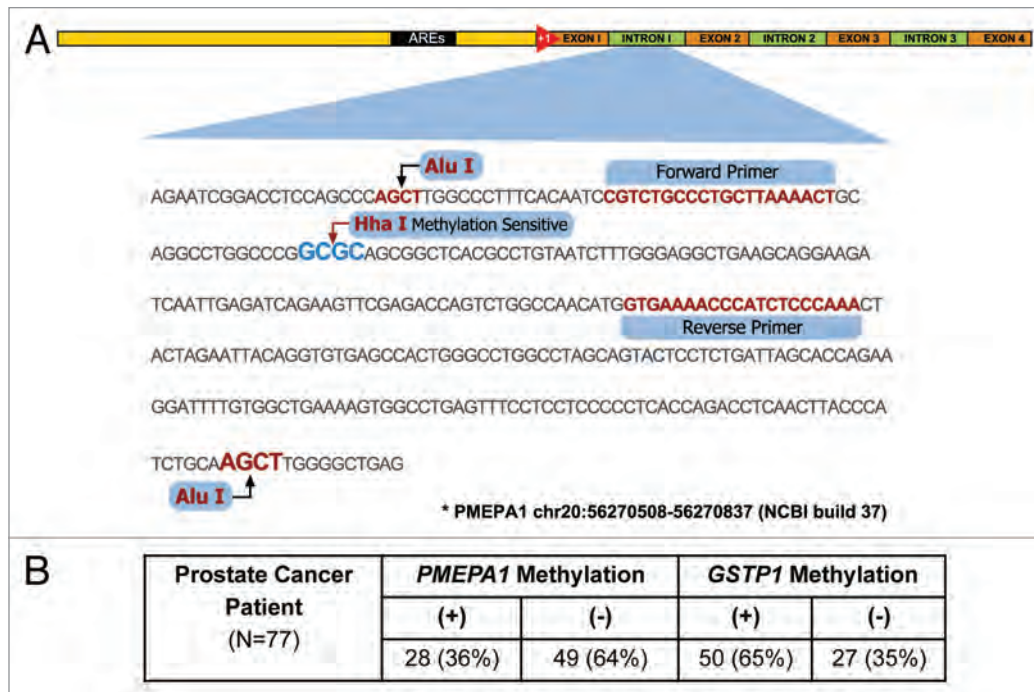 A
AREs
+1 EXON I INTRON I EXON 2 INTRON 2 EXON 3 INTRON 3 EXON 4
Alu I
Forward Primer
AGAATCGGACCTCCAGCCCAGCTTGGCCCTTTCACAATCCGTCTGCCCTGCTTAAAACTGC
Hha I Methylation Sensitive
AGGCCTGGCCCGGCGCAGCGGCTCACGCCTGTAATCTTTGGGAGGCTGAAGCAGGAAGA
TCAATTGAGATCAGAAGTTCGAGACCAGTCTGGCCAACATGGTGAAAACCCATCTCCCAAACT
Reverse Primer
ACTAGAATTACAGGTGTGAGCCACTGGGCCTGGCCTAGCAGTACTCCTCTGATTAGCACCAGAA
GGATTTTGTGGCTGAAAAGTGGCCTGAGTTTCCTCCTCCCCCTCACCAGACCTCAACTTACCCA
TCTGCAAGCTTGGGGCTGAG
Alu I
* PMEPA1 chr20:56270508-56270837 (NCBI build 37)
B
Prostate Cancer Patient (N=77)
PMEPA1 Methylation GSTP1 Methylation
(+) (-) (+) (-)
28 (36%) 49 (64%) 50 (65%) 27 (35%)